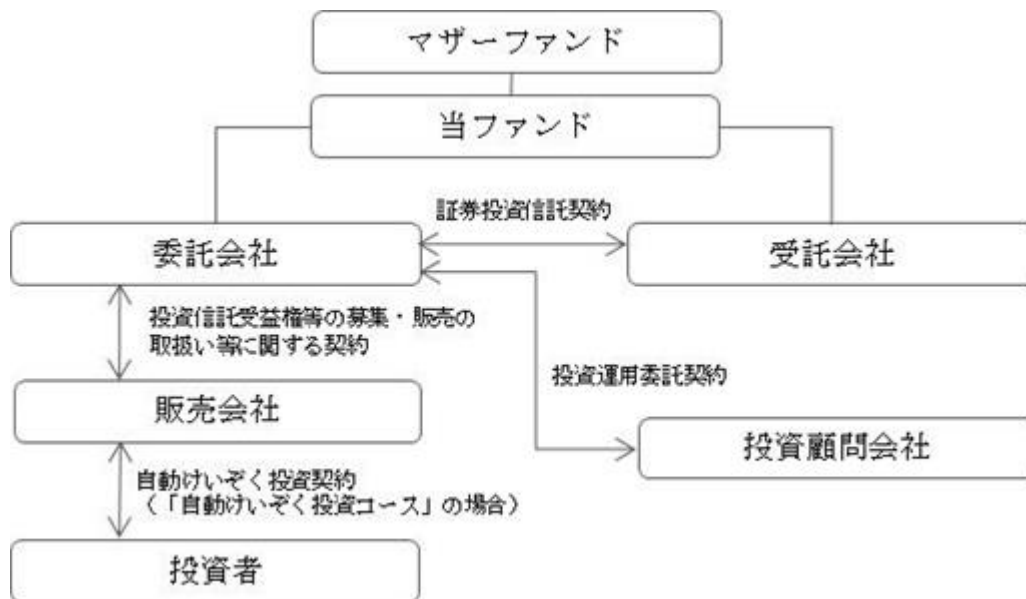 マザーファンド
当ファンド
証券投資信託契約
委託会社
受託会社
投資信託受益権等の募集・販売の
取扱い等に関する契約
投資運用委託契約
販売会社
投資顧問会社
自動けいぞく投資契約
（「自動けいぞく投資コース」の場合）
投資者